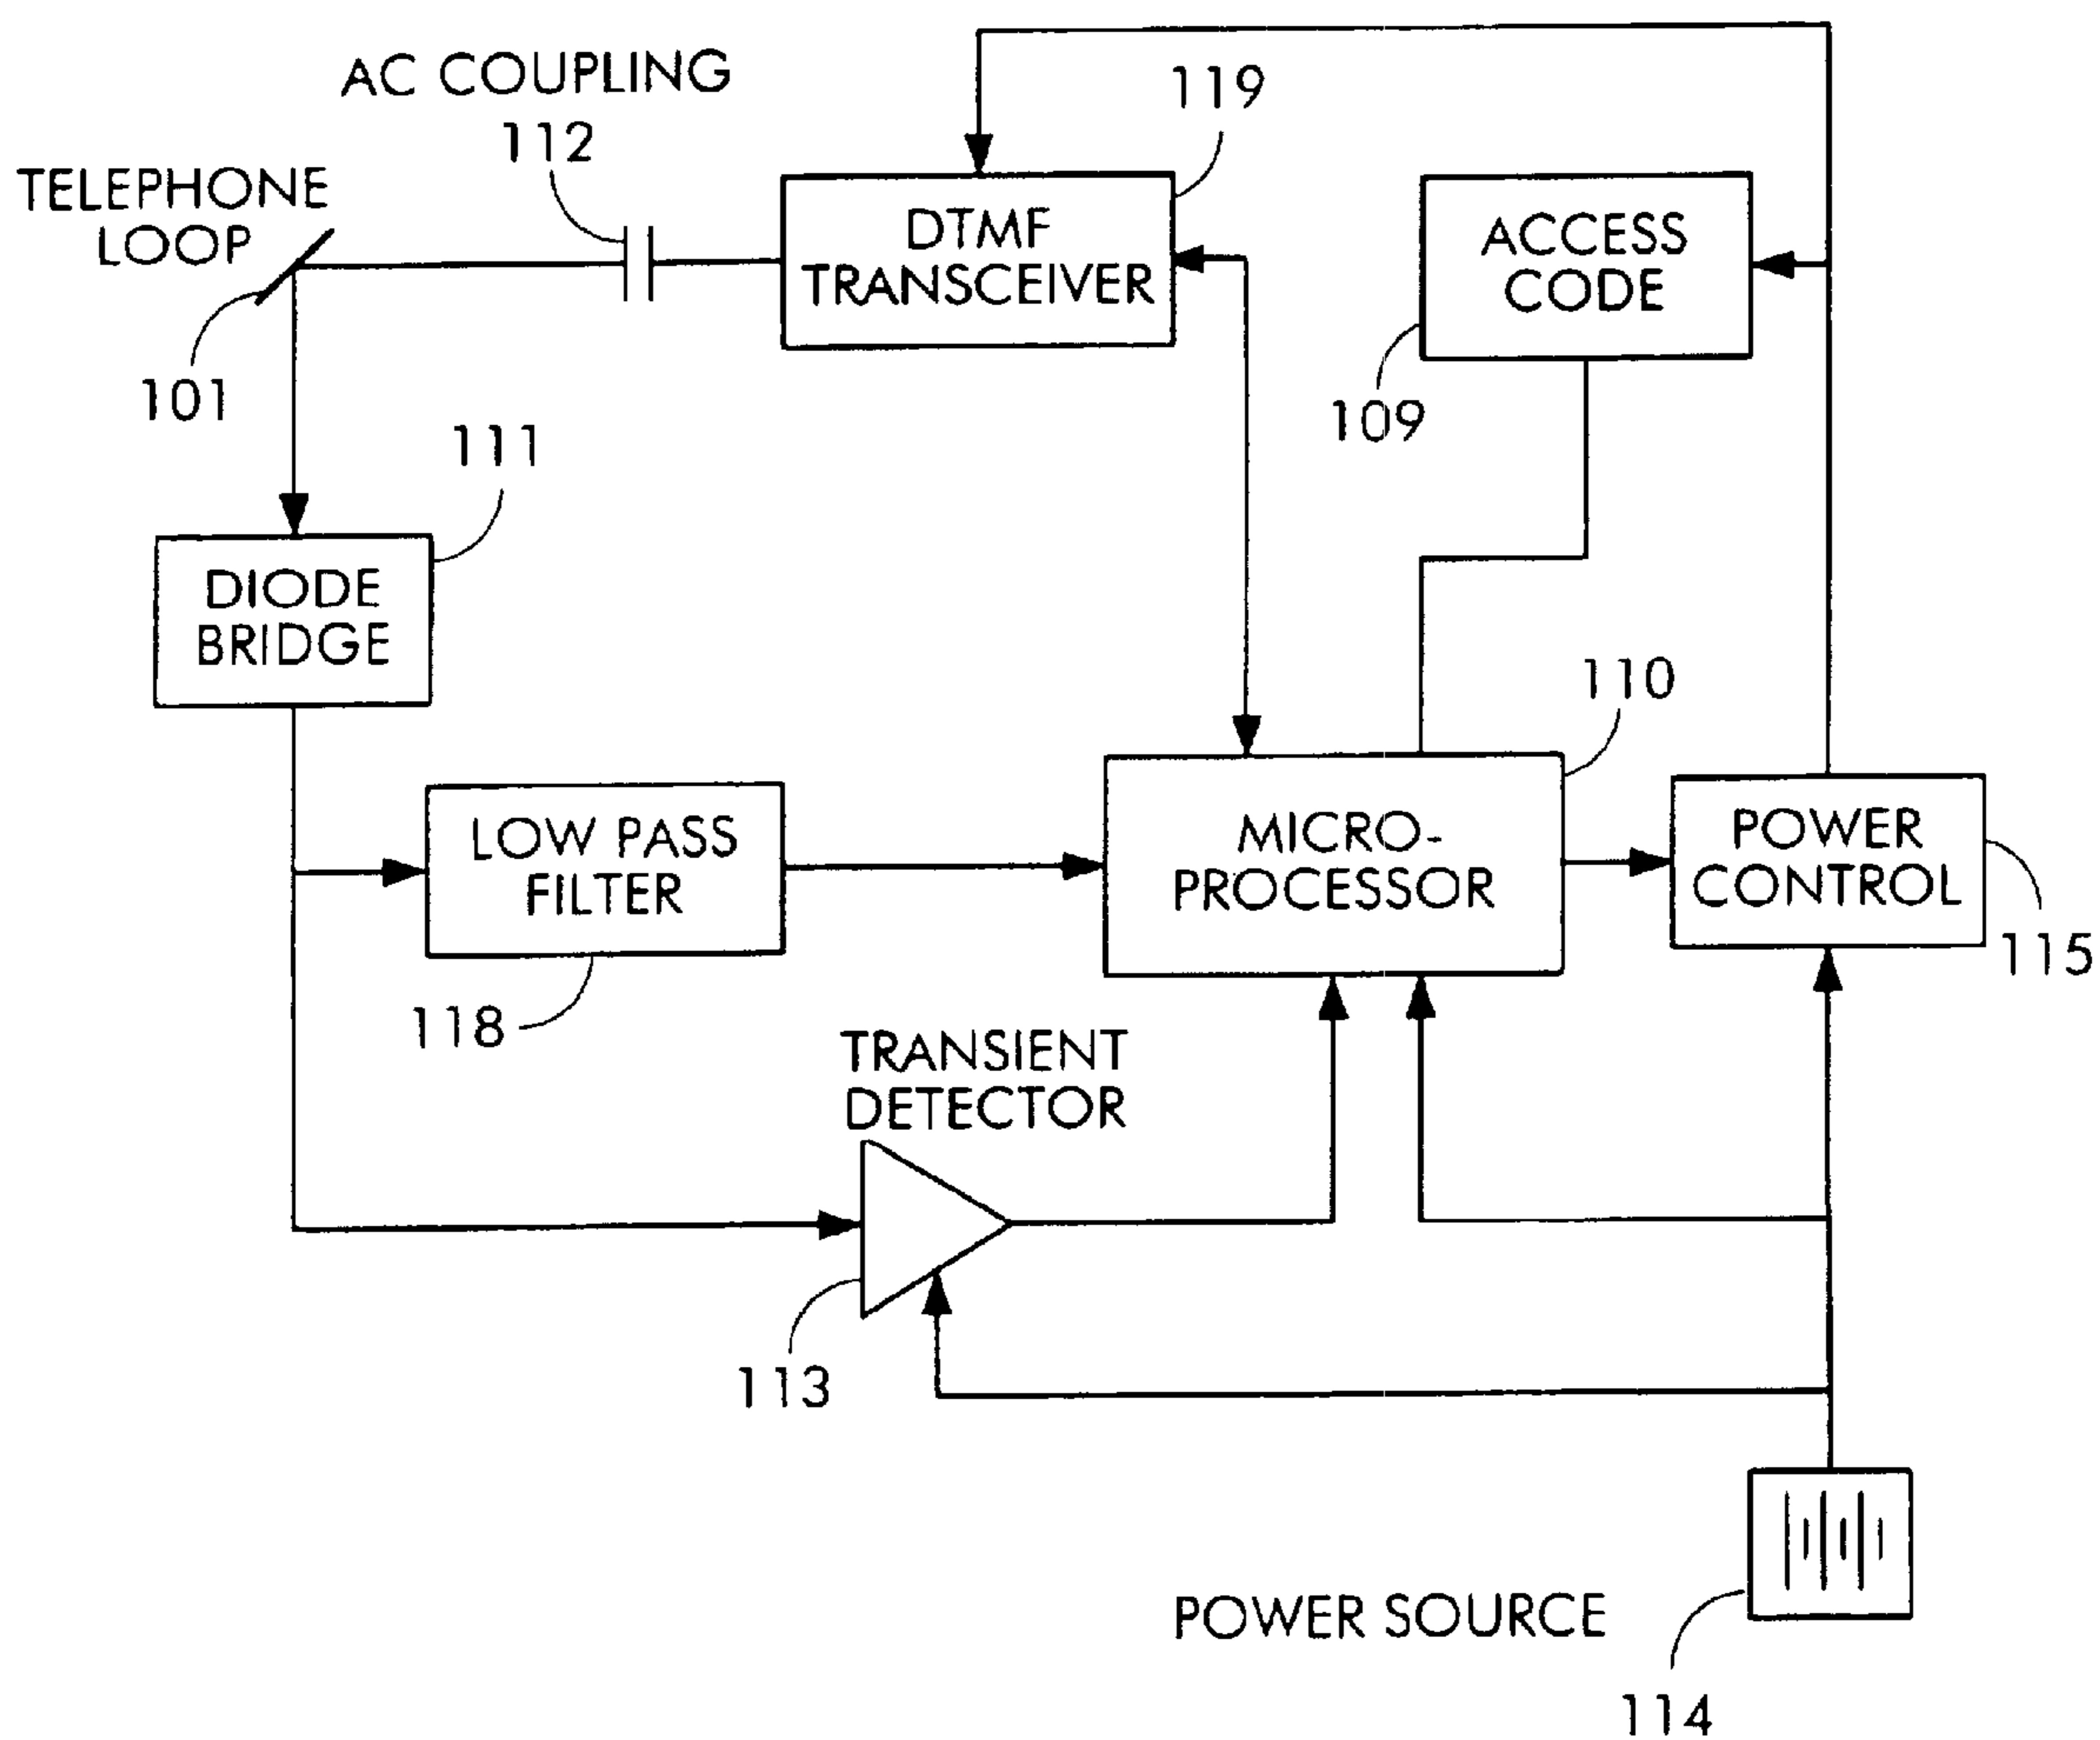 AC COUPLING
112
119
TELEPHONE
LOOP
101
DTMF
TRANSCEIVER
ACCESS
CODE
109
111
DIODE
BRIDGE
110
LOW PASS
FILTER
118
MICRO-
PROCESSOR
POWER
CONTROL
115
TRANSIENT
DETECTOR
113
POWER SOURCE
114